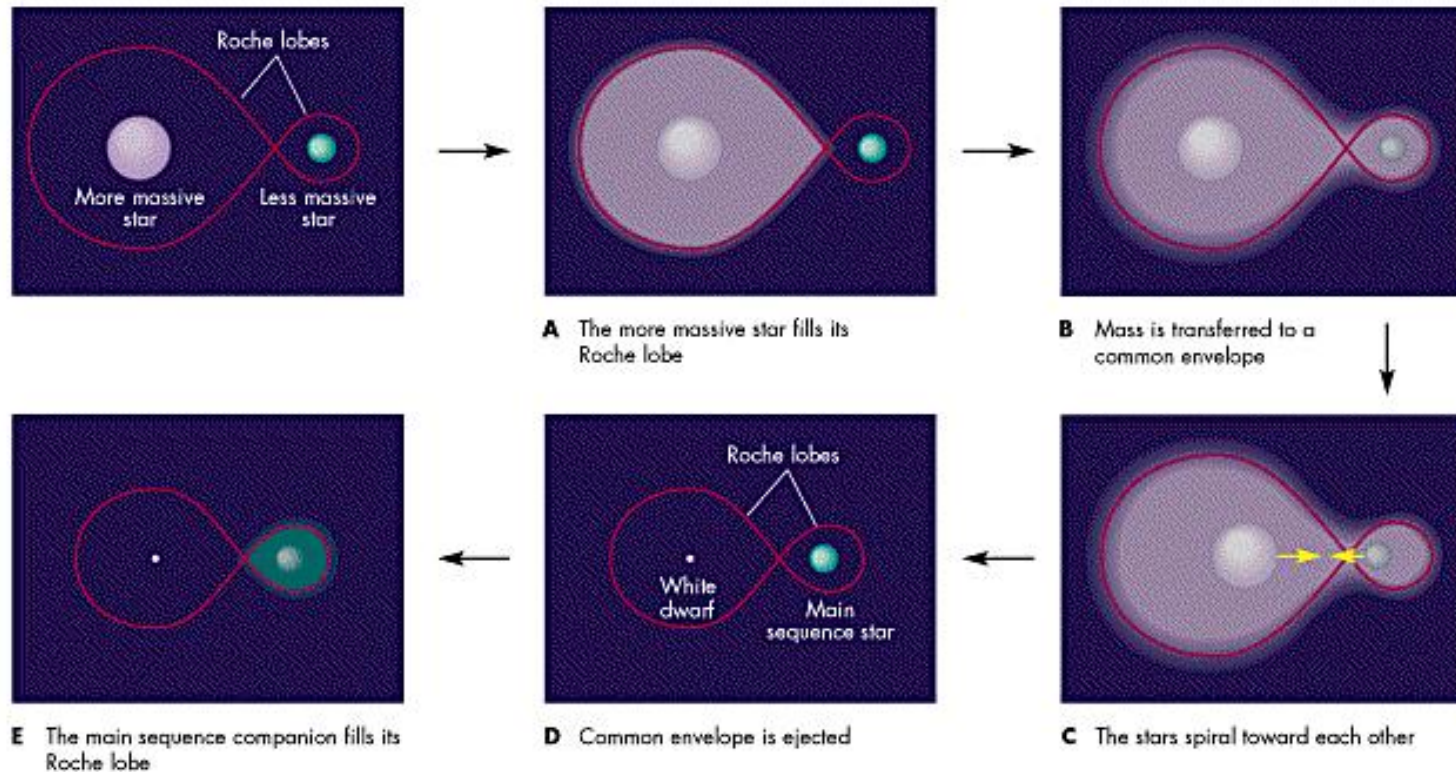 Roche lobes
More massive
star
Less massive
star
A The more massive star fills its
Roche lobe
B Mass is transferred to a
common envelope
C The stars spiral toward each other
Roche lobes
White
dwarf
Main
sequence star
D Common envelope is ejected
E The main sequence companion fills its
Roche lobe